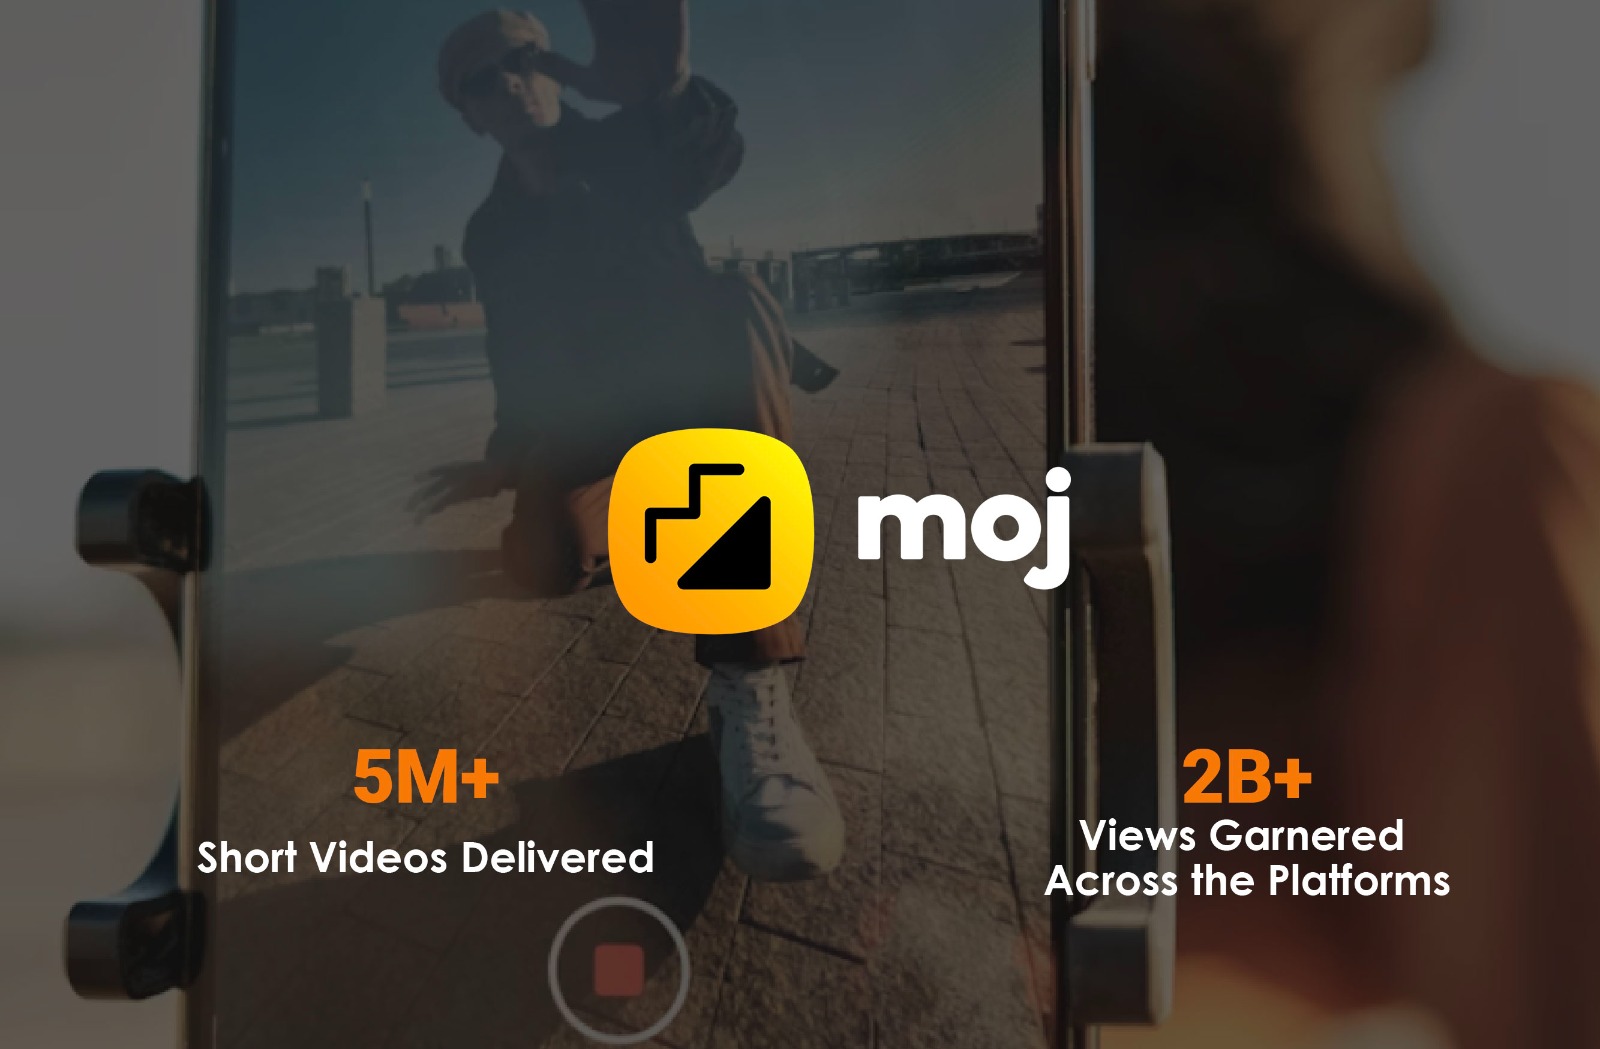 moj
5M+
Short Videos Delivered
2B+
Views Garnered
Across the Platforms